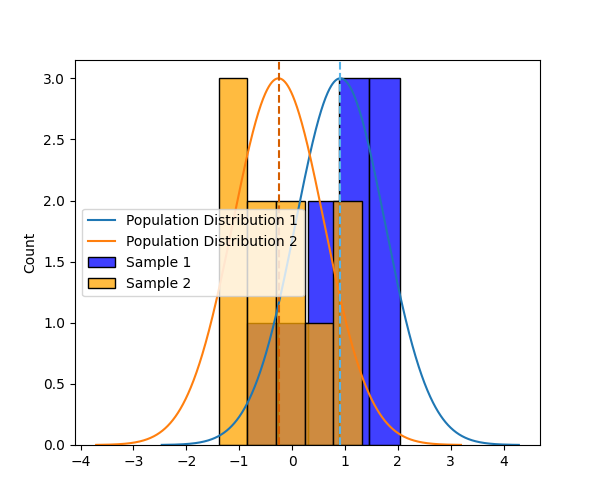 3.0
2.5
2.0
1.5
1.0
0.5
0.0
Count
Population Distribution 1
Population Distribution 2
Sample 1
Sample 2
−4 −3 −2 −1 0 1 2 3 4